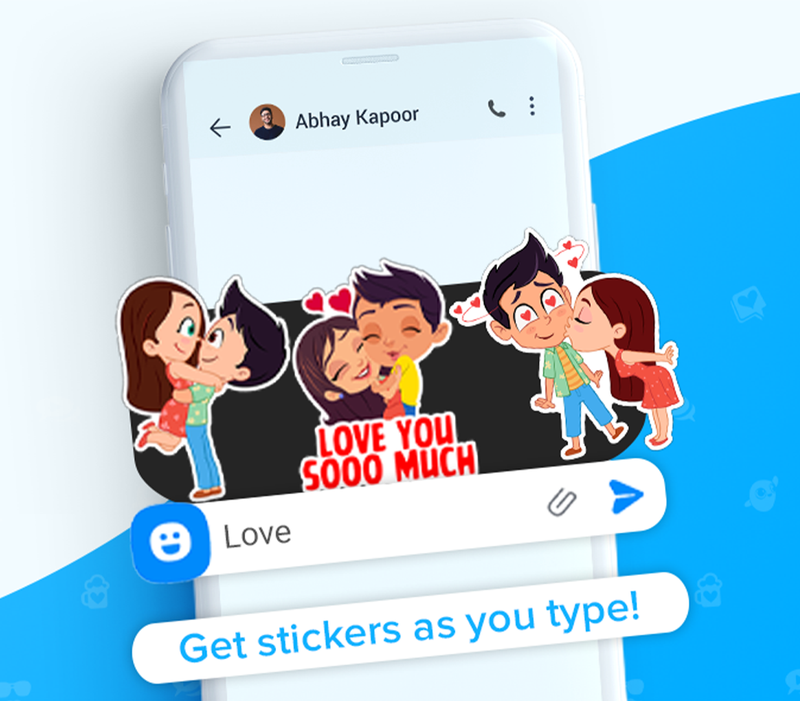 Abhay Kapoor
LOVE YOU
SOOO MUCH
Love
Get stickers as you type!